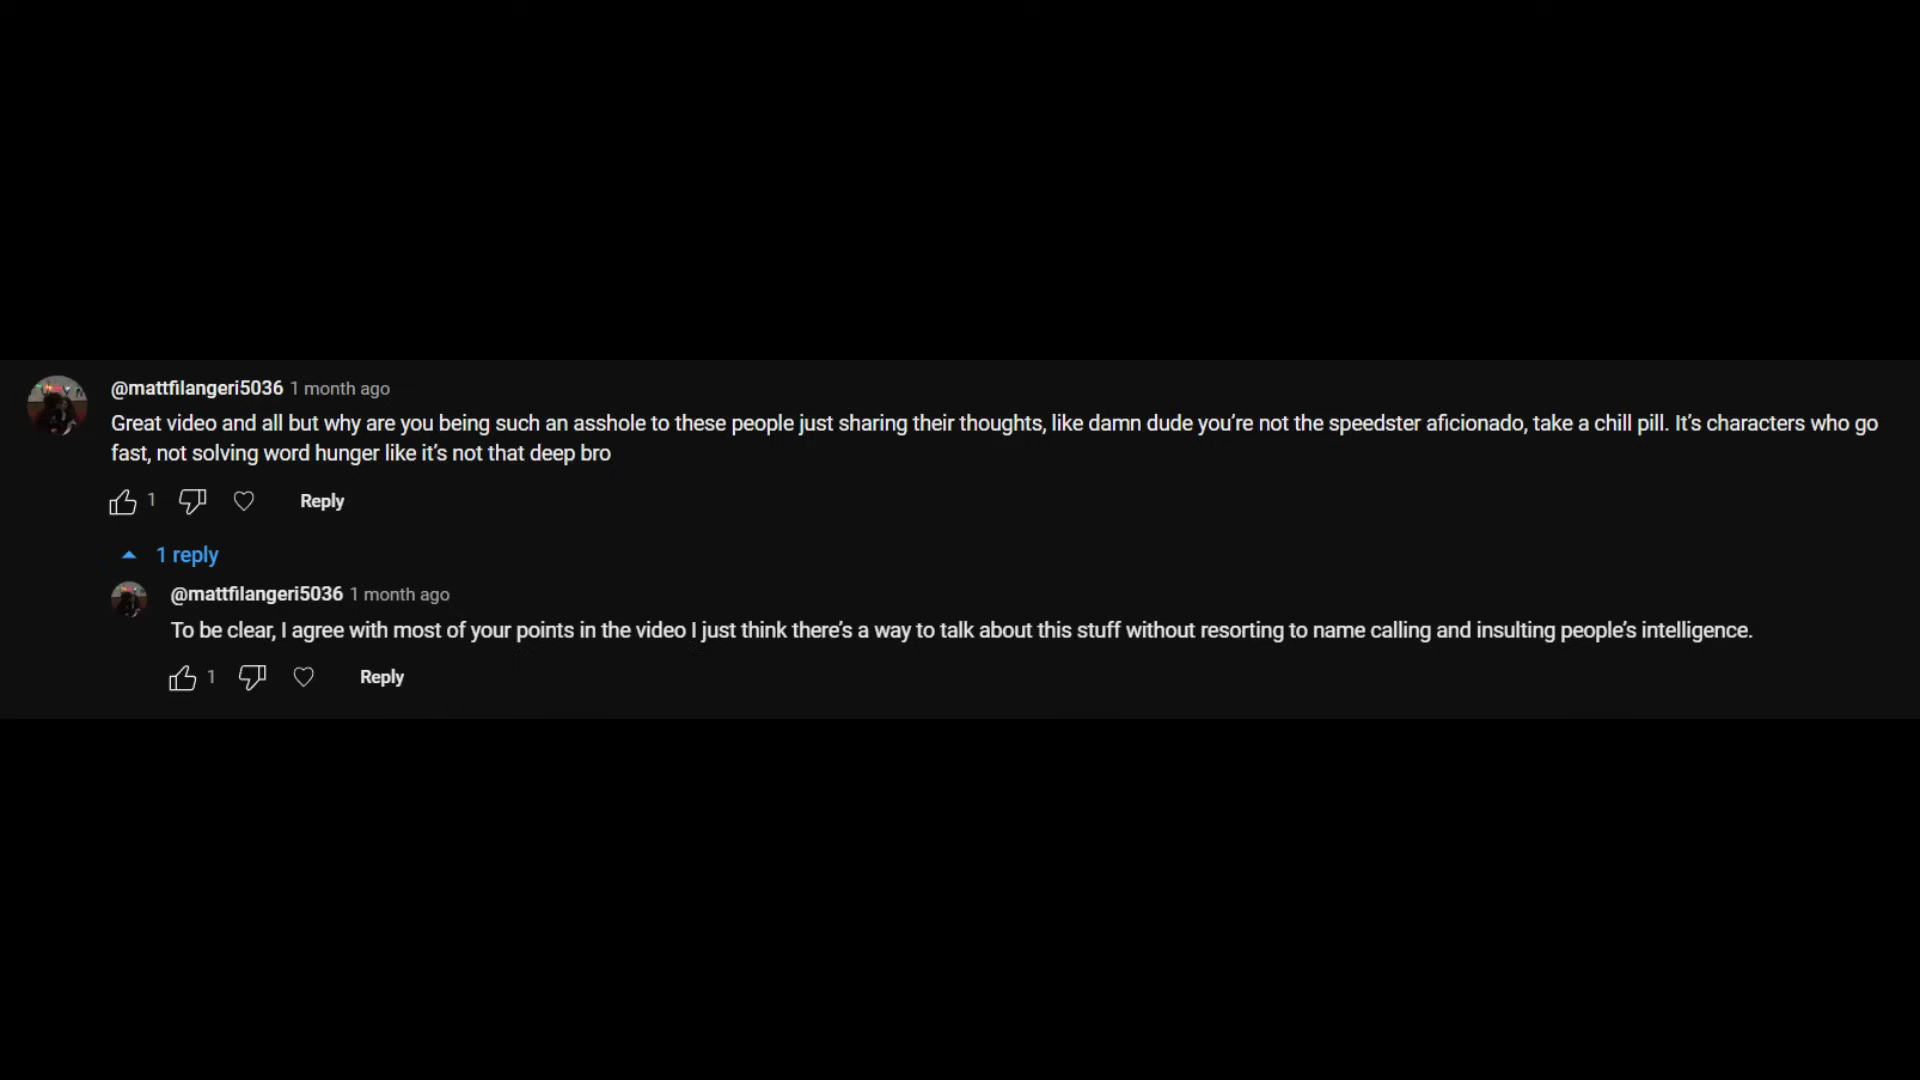 @mattfilangeri5036 1 month ago
Great video and all but why are you being such an asshole to these people just sharing their thoughts, like damn dude you’re not the speedster aficionado, take a chill pill. It’s characters who go
fast, not solving word hunger like it’s not that deep bro
1 Reply
1 reply
@mattfilangeri5036 1 month ago
To be clear, I agree with most of your points in the video I just think there’s a way to talk about this stuff without resorting to name calling and insulting people’s intelligence.
1 Reply